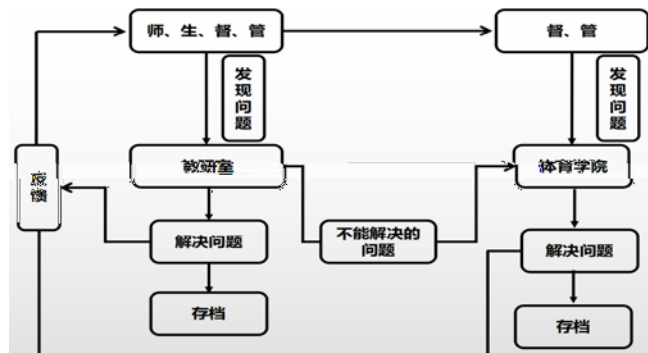 师、生、督、管
督、管
发
现
问
题
发
现
问
题
反
馈
教研室
体育学院
解决问题
不能解决的
问题
解决问题
存档
存档